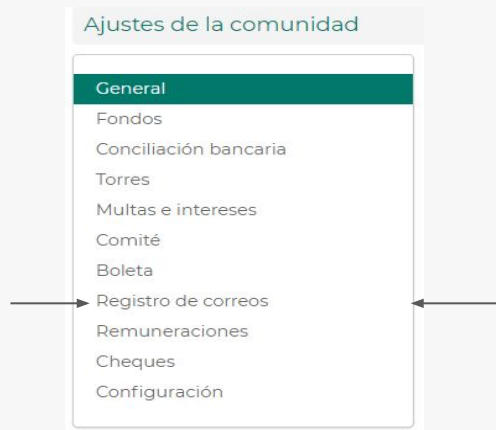 Ajustes de la comunidad
General
Fondos
Conciliación bancaria
Torres
Multas e intereses
Comité
Boleta
Registro de correos
Remuneraciones
Cheques
Configuración